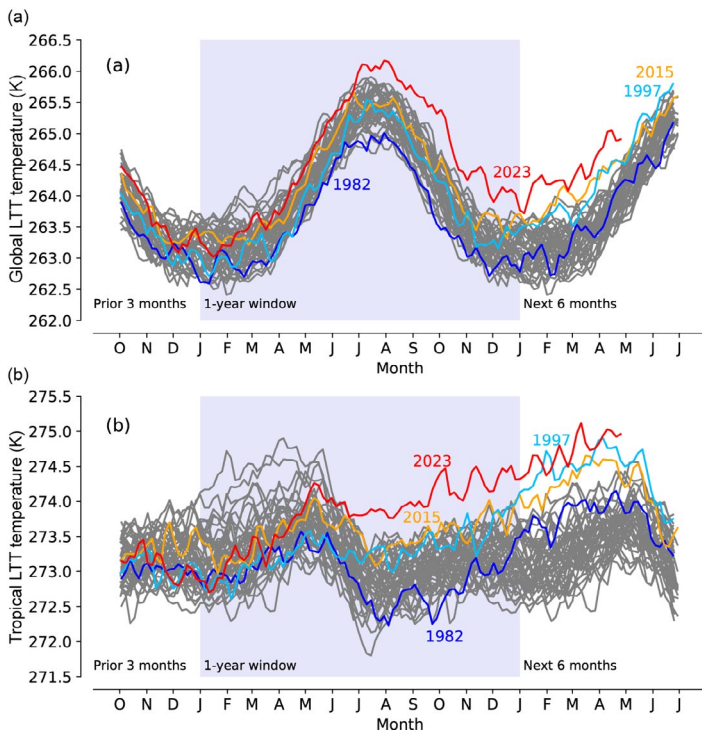 (a)
266.5
266.0
265.5
265.0
264.5
264.0
263.5
263.0
262.5
262.0
Global LTT temperature (K)
(a)
2015
1997
2023
1982
Prior 3 months
1-year window
Next 6 months
O N D J F M A M J J A S O N D J F M A M J J
Month
(b)
275.5
275.0
274.5
274.0
273.5
273.0
272.5
272.0
271.5
Tropical LTT temperature (K)
(b)
1997
2023
2015
1982
Prior 3 months
1-year window
Next 6 months
O N D J F M A M J J A S O N D J F M A M J J
Month